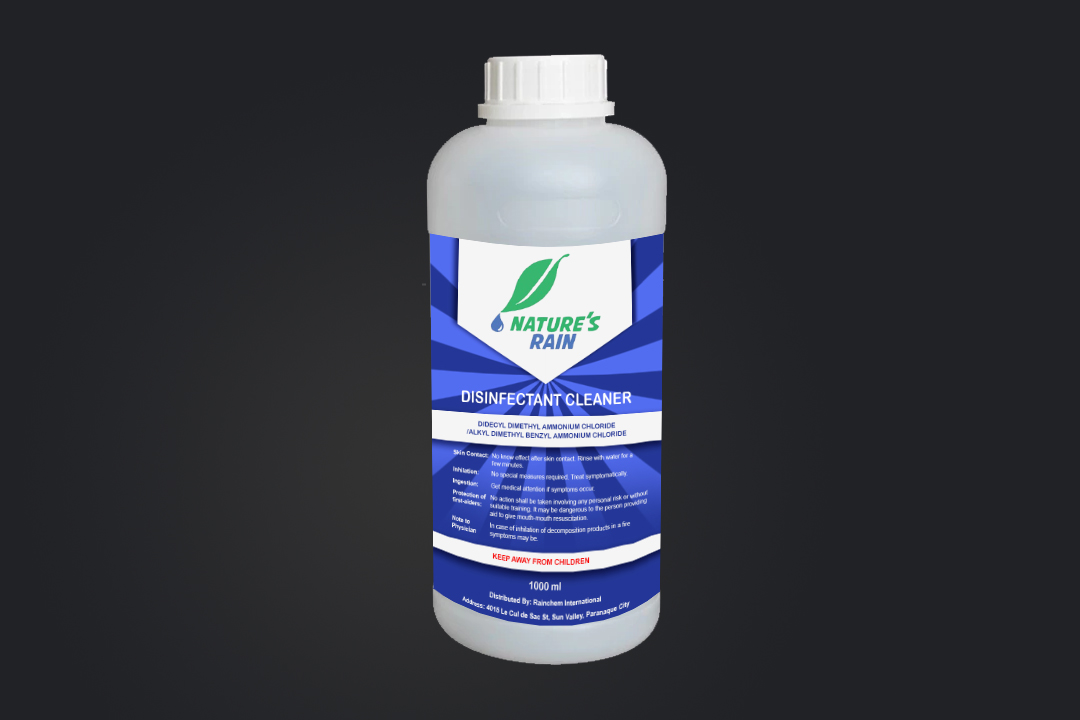 NATURE'S
RAIN
DISINFECTANT CLEANER
DIDECYL DIMETHYL AMMONIUM CHLORIDE
/ALKYL DIMETHYL BENZYL AMMONIUM CHLORIDE
Skin Contact: No know effect after skin contact. Rinse with water for a
few minutes.
Inhilation: No special measures required. Treat symptomatically.
Ingestion: Get medical attention if symptoms occur.
Protection of first-aiders: No action shall be taken involving any personal risk or without
suitable training. It may be dangerous to the person providing
aid to give mouth-mouth resuscitation.
Note to Physician In case of inhilation of decomposition products in a fire
symptoms may be.
KEEP AWAY FROM CHILDREN
1000 ml
Distributed By: Rainchem International
Address: 4015 Le Cul de Sac St, Sun Valley, Paranaque City